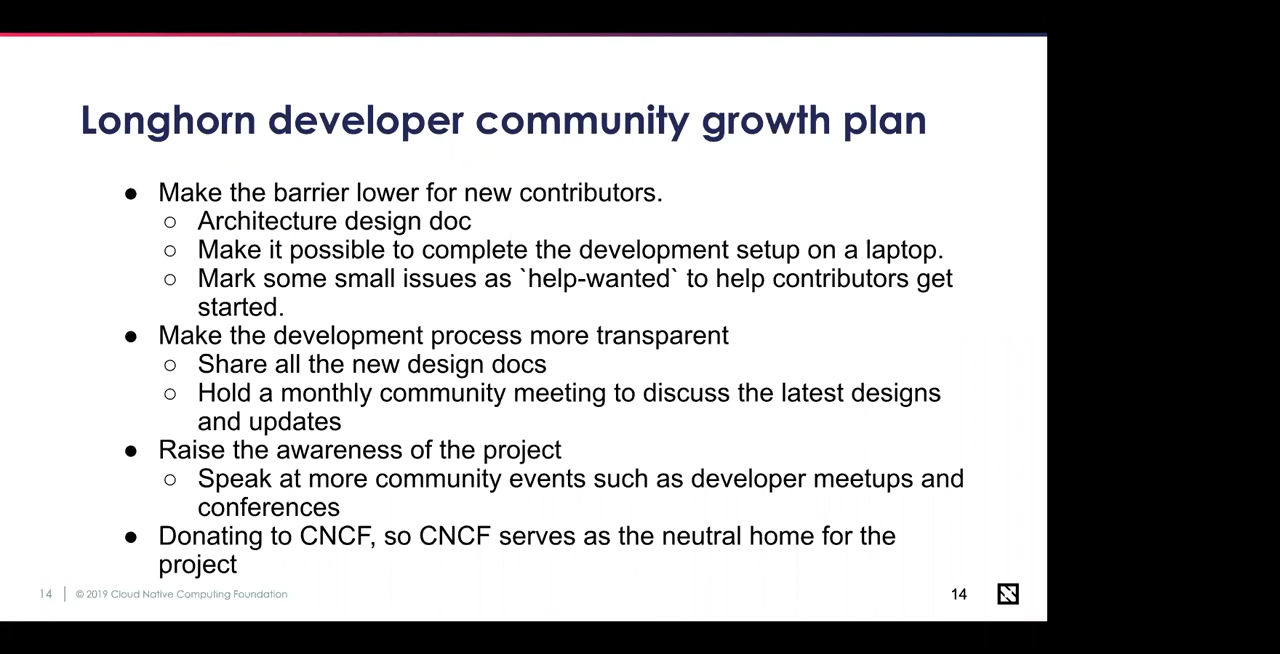 Longhorn developer community growth plan
● Make the barrier lower for new contributors.
○ Architecture design doc
○ Make it possible to complete the development setup on a laptop.
○ Mark some small issues as `help-wanted` to help contributors get
started.
● Make the development process more transparent
○ Share all the new design docs
○ Hold a monthly community meeting to discuss the latest designs
and updates
● Raise the awareness of the project
○ Speak at more community events such as developer meetups and
conferences
● Donating to CNCF, so CNCF serves as the neutral home for the
project
14 | © 2019 Cloud Native Computing Foundation
14